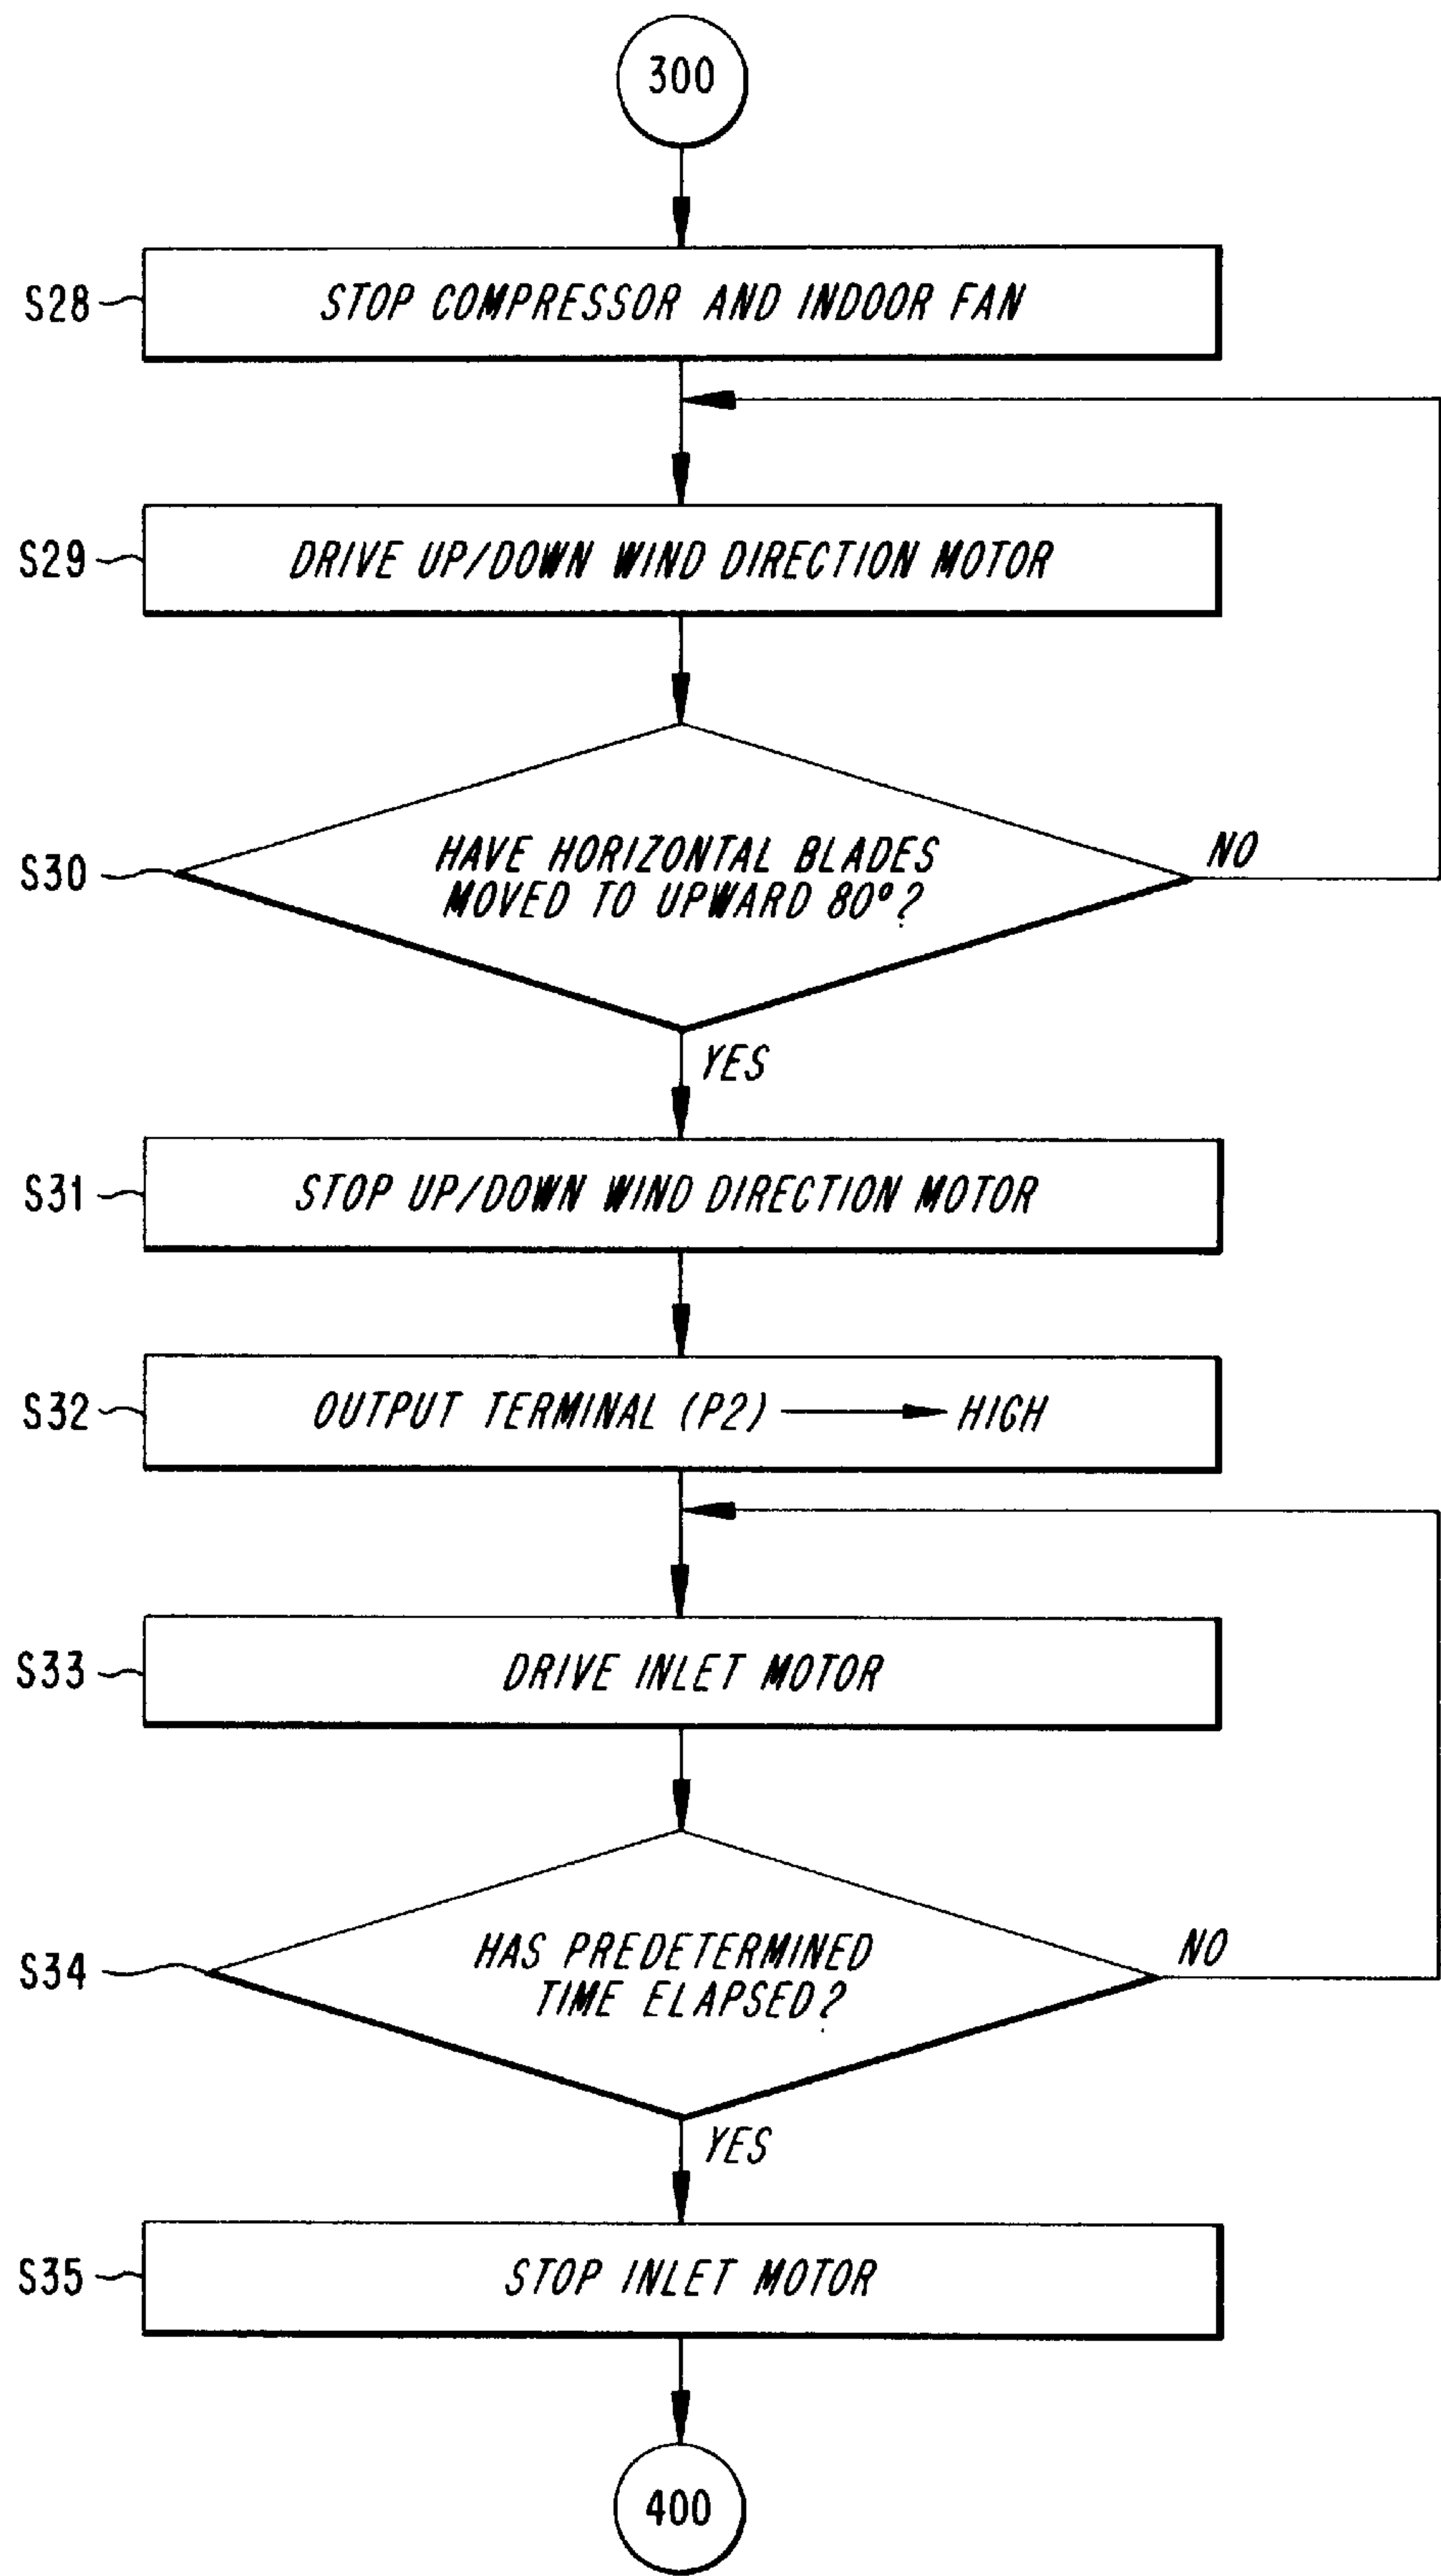 300
S28
STOP COMPRESSOR AND INDOOR FAN
S29
DRIVE UP/DOWN WIND DIRECTION MOTOR
S30
HAVE HORIZONTAL BLADES
MOVED TO UPWARD 80°?
NO
YES
S31
STOP UP/DOWN WIND DIRECTION MOTOR
S32
OUTPUT TERMINAL (P2) → HIGH
S33
DRIVE INLET MOTOR
S34
HAS PREDETERMINED
TIME ELAPSED?
NO
YES
S35
STOP INLET MOTOR
400